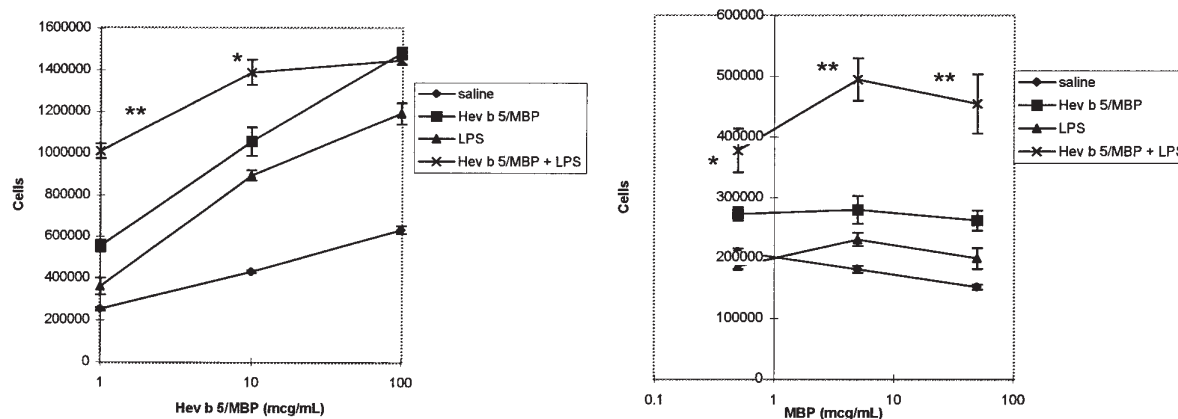 1600000
1400000
1200000
1000000
800000
600000
400000
200000
0
Cells
**
*
1 10 100
Hev b 5/MBP (mcg/mL)
saline
Hev b 5/MBP
LPS
Hev b 5/MBP + LPS
600000
500000
400000
300000
200000
100000
0
Cells
*
**
**
0.1 1 10 100
MBP (mcg/mL)
saline
Hev b 5/MBP
LPS
Hev b 5/MBP + LPS